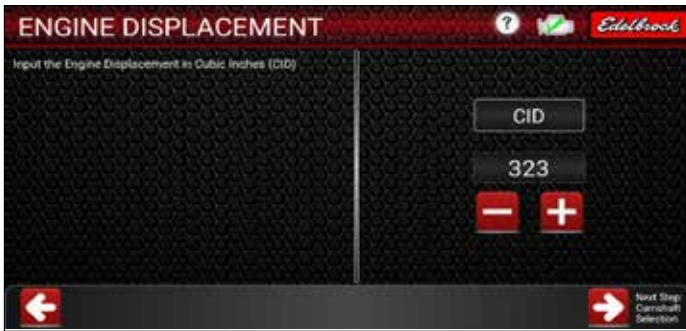 ENGINE DISPLACEMENT
?
Edelbrock
Input the Engine Displacement in Cubic Inches (CID)
CID
323
Next Step:
Camshaft
Selection